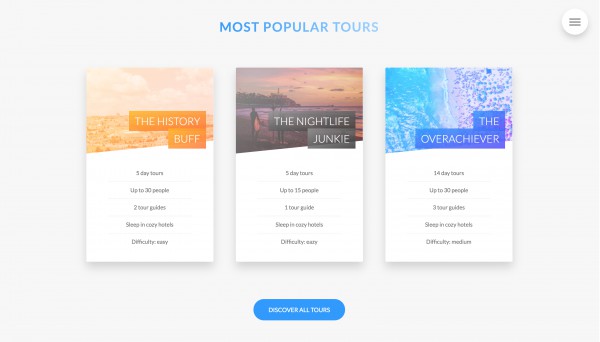 MOST POPULAR TOURS
THE HISTORY
BUFF
5 day tours
Up to 30 people
2 tour guides
Sleep in cozy hotels
Difficulty: easy
THE NIGHTLIFE
JUNKIE
5 day tours
Up to 15 people
1 tour guide
Sleep in cozy hotels
Difficulty: easy
THE
OVERACHIEVER
14 day tours
Up to 30 people
3 tour guides
Sleep in cozy hotels
Difficulty: medium
DISCOVER ALL TOURS